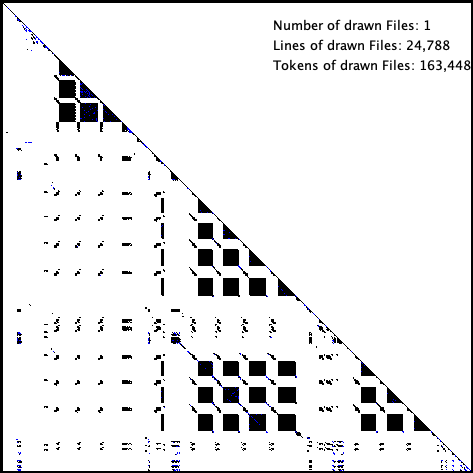 Number of drawn Files: 1
Lines of drawn Files: 24,788
Tokens of drawn Files: 163,448